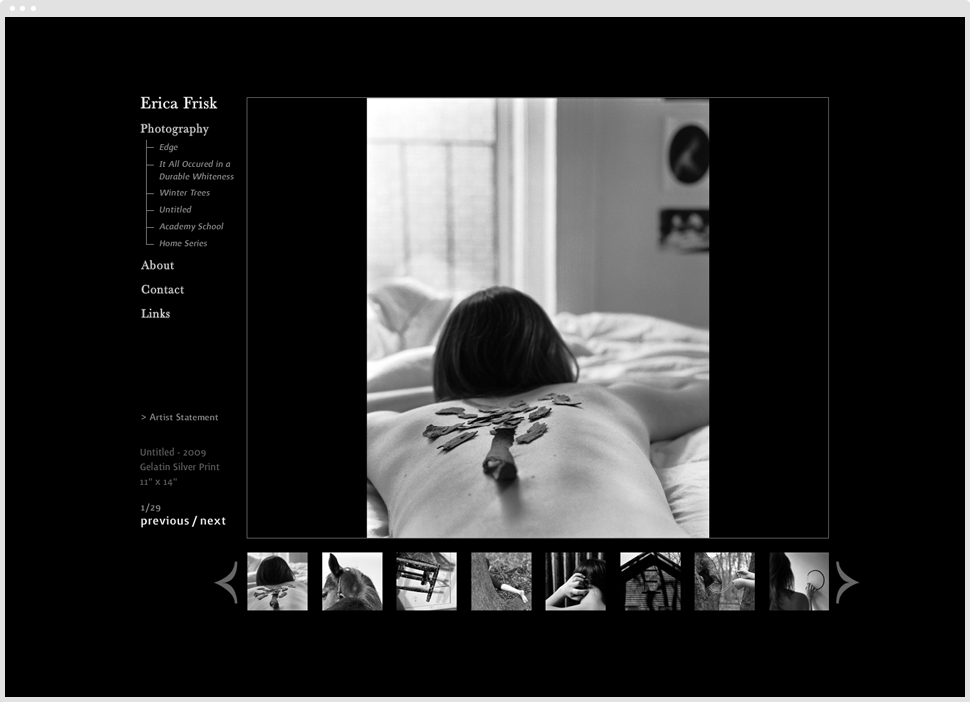 Erica Frisk
Photography
Edge
It All Occured in a
Durable Whiteness
Winter Trees
Untitled
Academy School
Home Series
About
Contact
Links
> Artist Statement
Untitled - 2009
Gelatin Silver Print
11" x 14"
1/29
previous / next